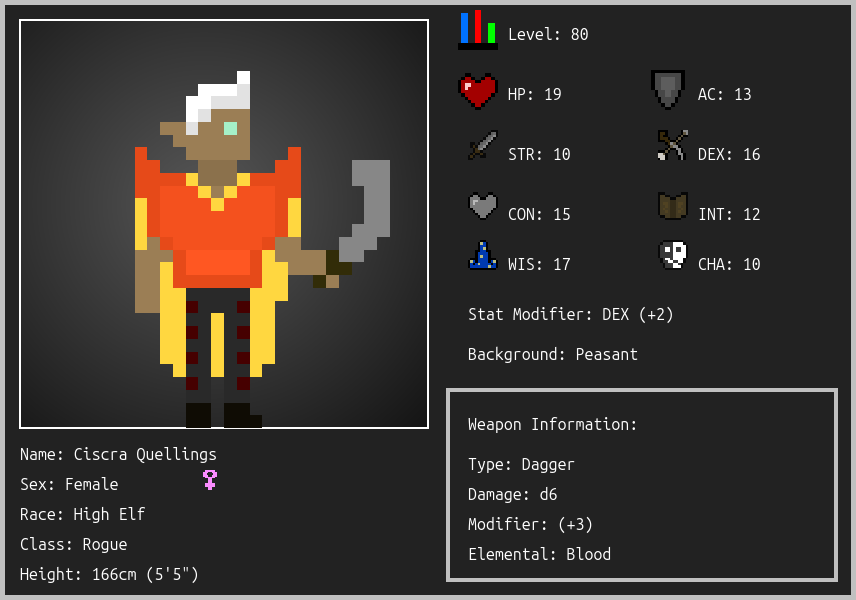 Level: 80
HP: 19
AC: 13
STR: 10
DEX: 16
CON: 15
INT: 12
WIS: 17
CHA: 10
Stat Modifier: DEX (+2)
Background: Peasant
Weapon Information:
Type: Dagger
Damage: d6
Modifier: (+3)
Elemental: Blood
Name: Ciscra Quellings
Sex: Female
Race: High Elf
Class: Rogue
Height: 166cm (5'5")